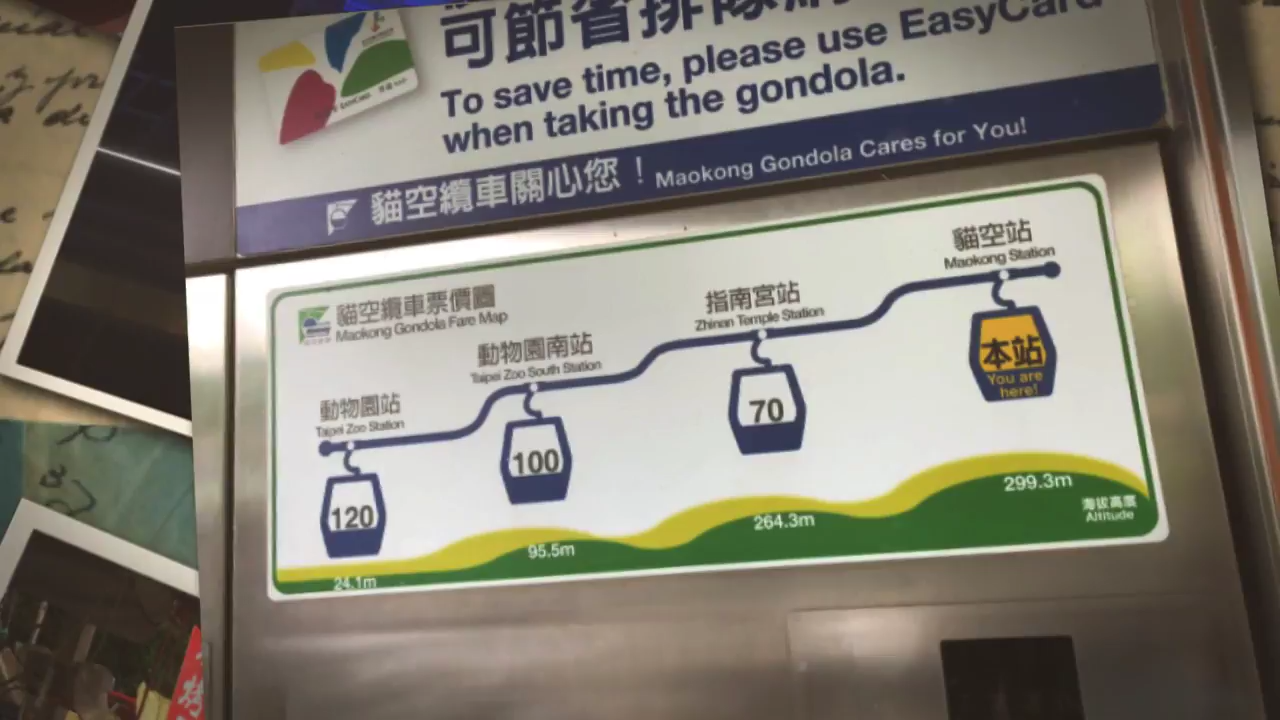 可節省排隊
To save time, please use EasyCard
when taking the gondola.
貓空纜車關心您！ Maokong Gondola Cares for You!
貓空纜車票價圖
Maokong Gondola Fare Map
貓空站
Maokong Station
指南宮站
Zhinan Temple Station
動物園南站
Taipei Zoo South Station
動物園站
Taipei Zoo Station
本站
You are
here!
70
100
120
299.3m
264.3m
95.5m
24.1m
海拔高度
Altitude